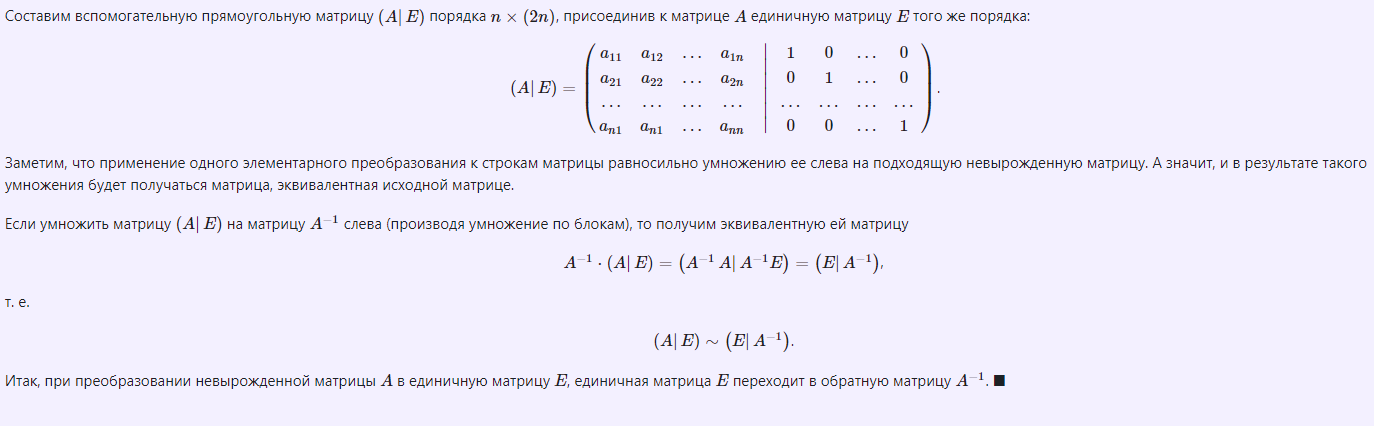 Составим вспомогательную прямоугольную матрицу (A| E) порядка n × (2n), присоединив к матрице A единичную матрицу E того же порядка:
(A| E) = ( a₁₁ a₁₂ … a₁ₙ | 1 0 … 0
a₂₁ a₂₂ … a₂ₙ | 0 1 … 0
… … … … | … … … …
aₙ₁ aₙ₁ … aₙₙ | 0 0 … 1 ).
Заметим, что применение одного элементарного преобразования к строкам матрицы равносильно умножению ее слева на подходящую невырожденную матрицу. А значит, и в результате такого
умножения будет получаться матрица, эквивалентная исходной матрице.
Если умножить матрицу (A| E) на матрицу A⁻¹ слева (производя умножение по блокам), то получим эквивалентную ей матрицу
A⁻¹ · (A| E) = (A⁻¹ A| A⁻¹E) = (E| A⁻¹),
т. е.
(A| E) ∼ (E| A⁻¹).
Итак, при преобразовании невырожденной матрицы A в единичную матрицу E, единичная матрица E переходит в обратную матрицу A⁻¹. ■